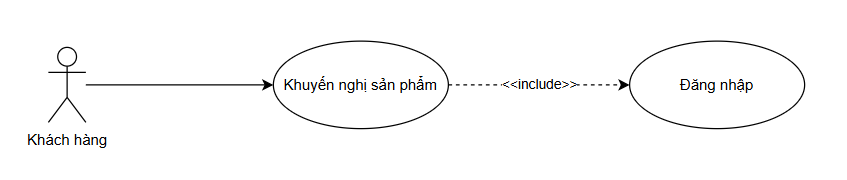 Khuyến nghị sản phẩm
<<include>>
Đăng nhập
Khách hàng